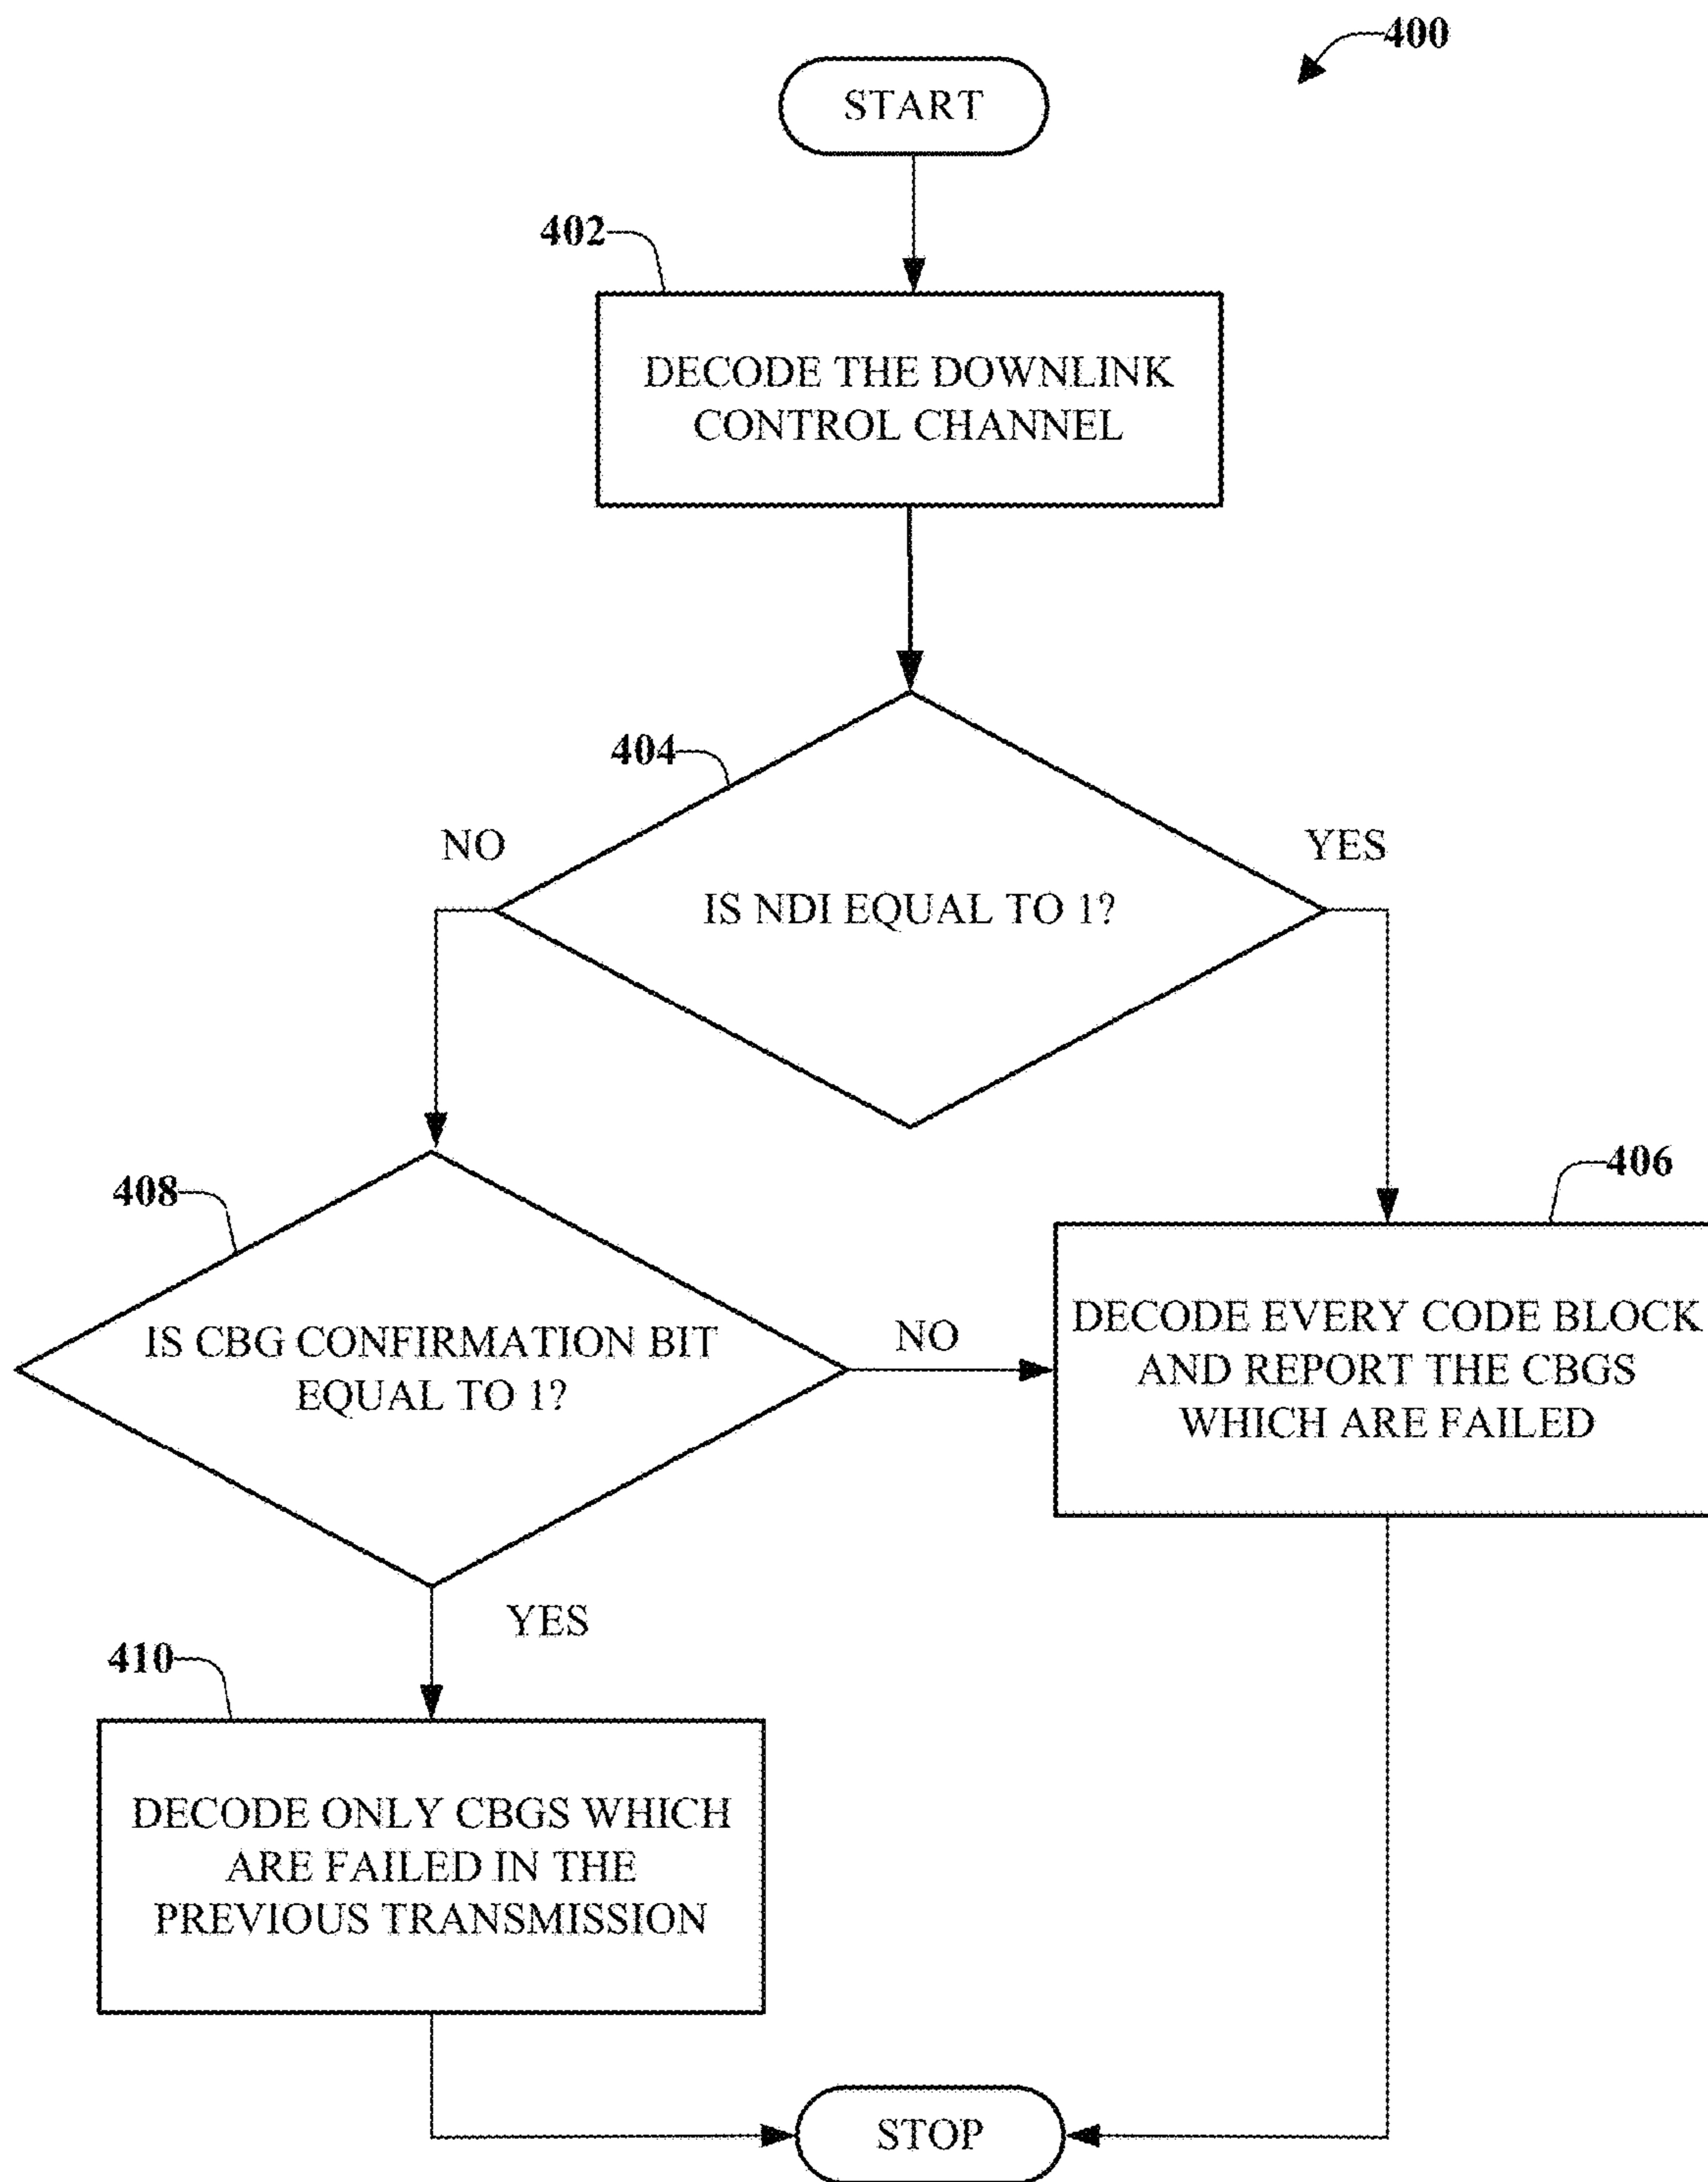 400
START
402
DECODE THE DOWNLINK
CONTROL CHANNEL
404
NO
YES
IS NDI EQUAL TO 1?
408
406
IS CBG CONFIRMATION BIT
EQUAL TO 1?
NO
DECODE EVERY CODE BLOCK
AND REPORT THE CBGS
WHICH ARE FAILED
YES
410
DECODE ONLY CBGS WHICH
ARE FAILED IN THE
PREVIOUS TRANSMISSION
STOP